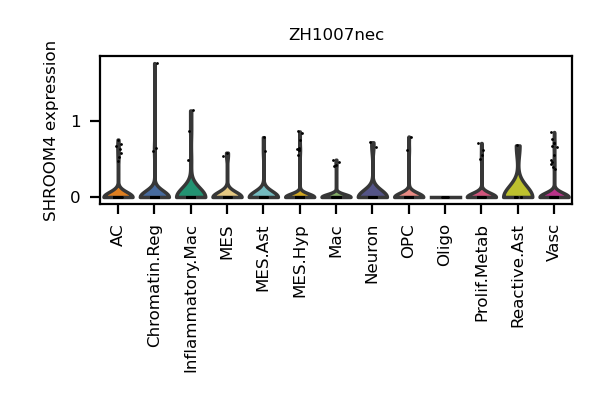 ZH1007nec
SHROOM4 expression
1
0
AC
Chromatin.Reg
Inflammatory.Mac
MES
MES.Ast
MES.Hyp
Mac
Neuron
OPC
Oligo
Prolif.Metab
Reactive.Ast
Vasc